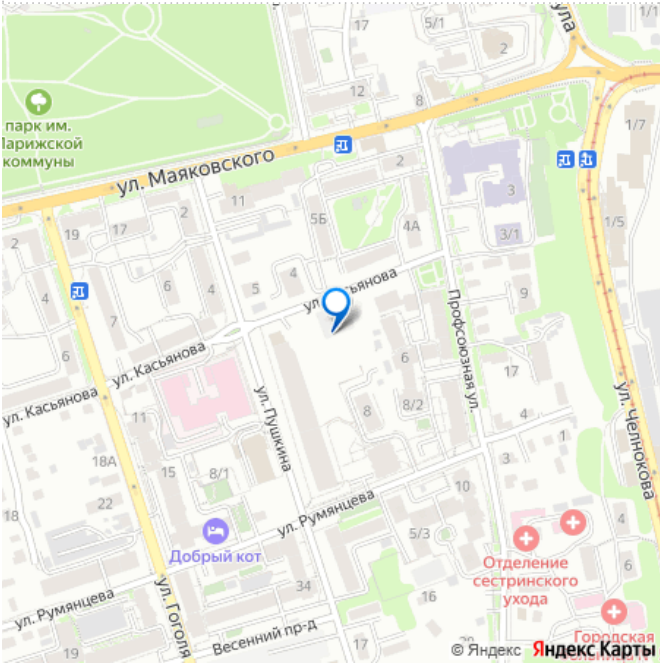 1/1
17
ула
2
12
8
1/7
парк им.
Парижской
коммуны
ул. Маяковского
2
11
3
5Б
17
4А
2
19
3/1
1/5
4
4
4
5
ул. Касьянова
9
7
6
6
Профсоюзная ул.
17
ул. Касьянова
ул. Касьянова
ул. Пушкина
8
8/2
4
11
1
ул. Челнокова
3
18А
15
8/1
10
22
18
ул. Румянцева
5/3
4
Добрый кот
Отделение
сестринского
ухода
6
34
16
ул. Гоголя
ул. Румянцева
Городская
19
Весенний пр-д
© Яндекс Яндекс Карты